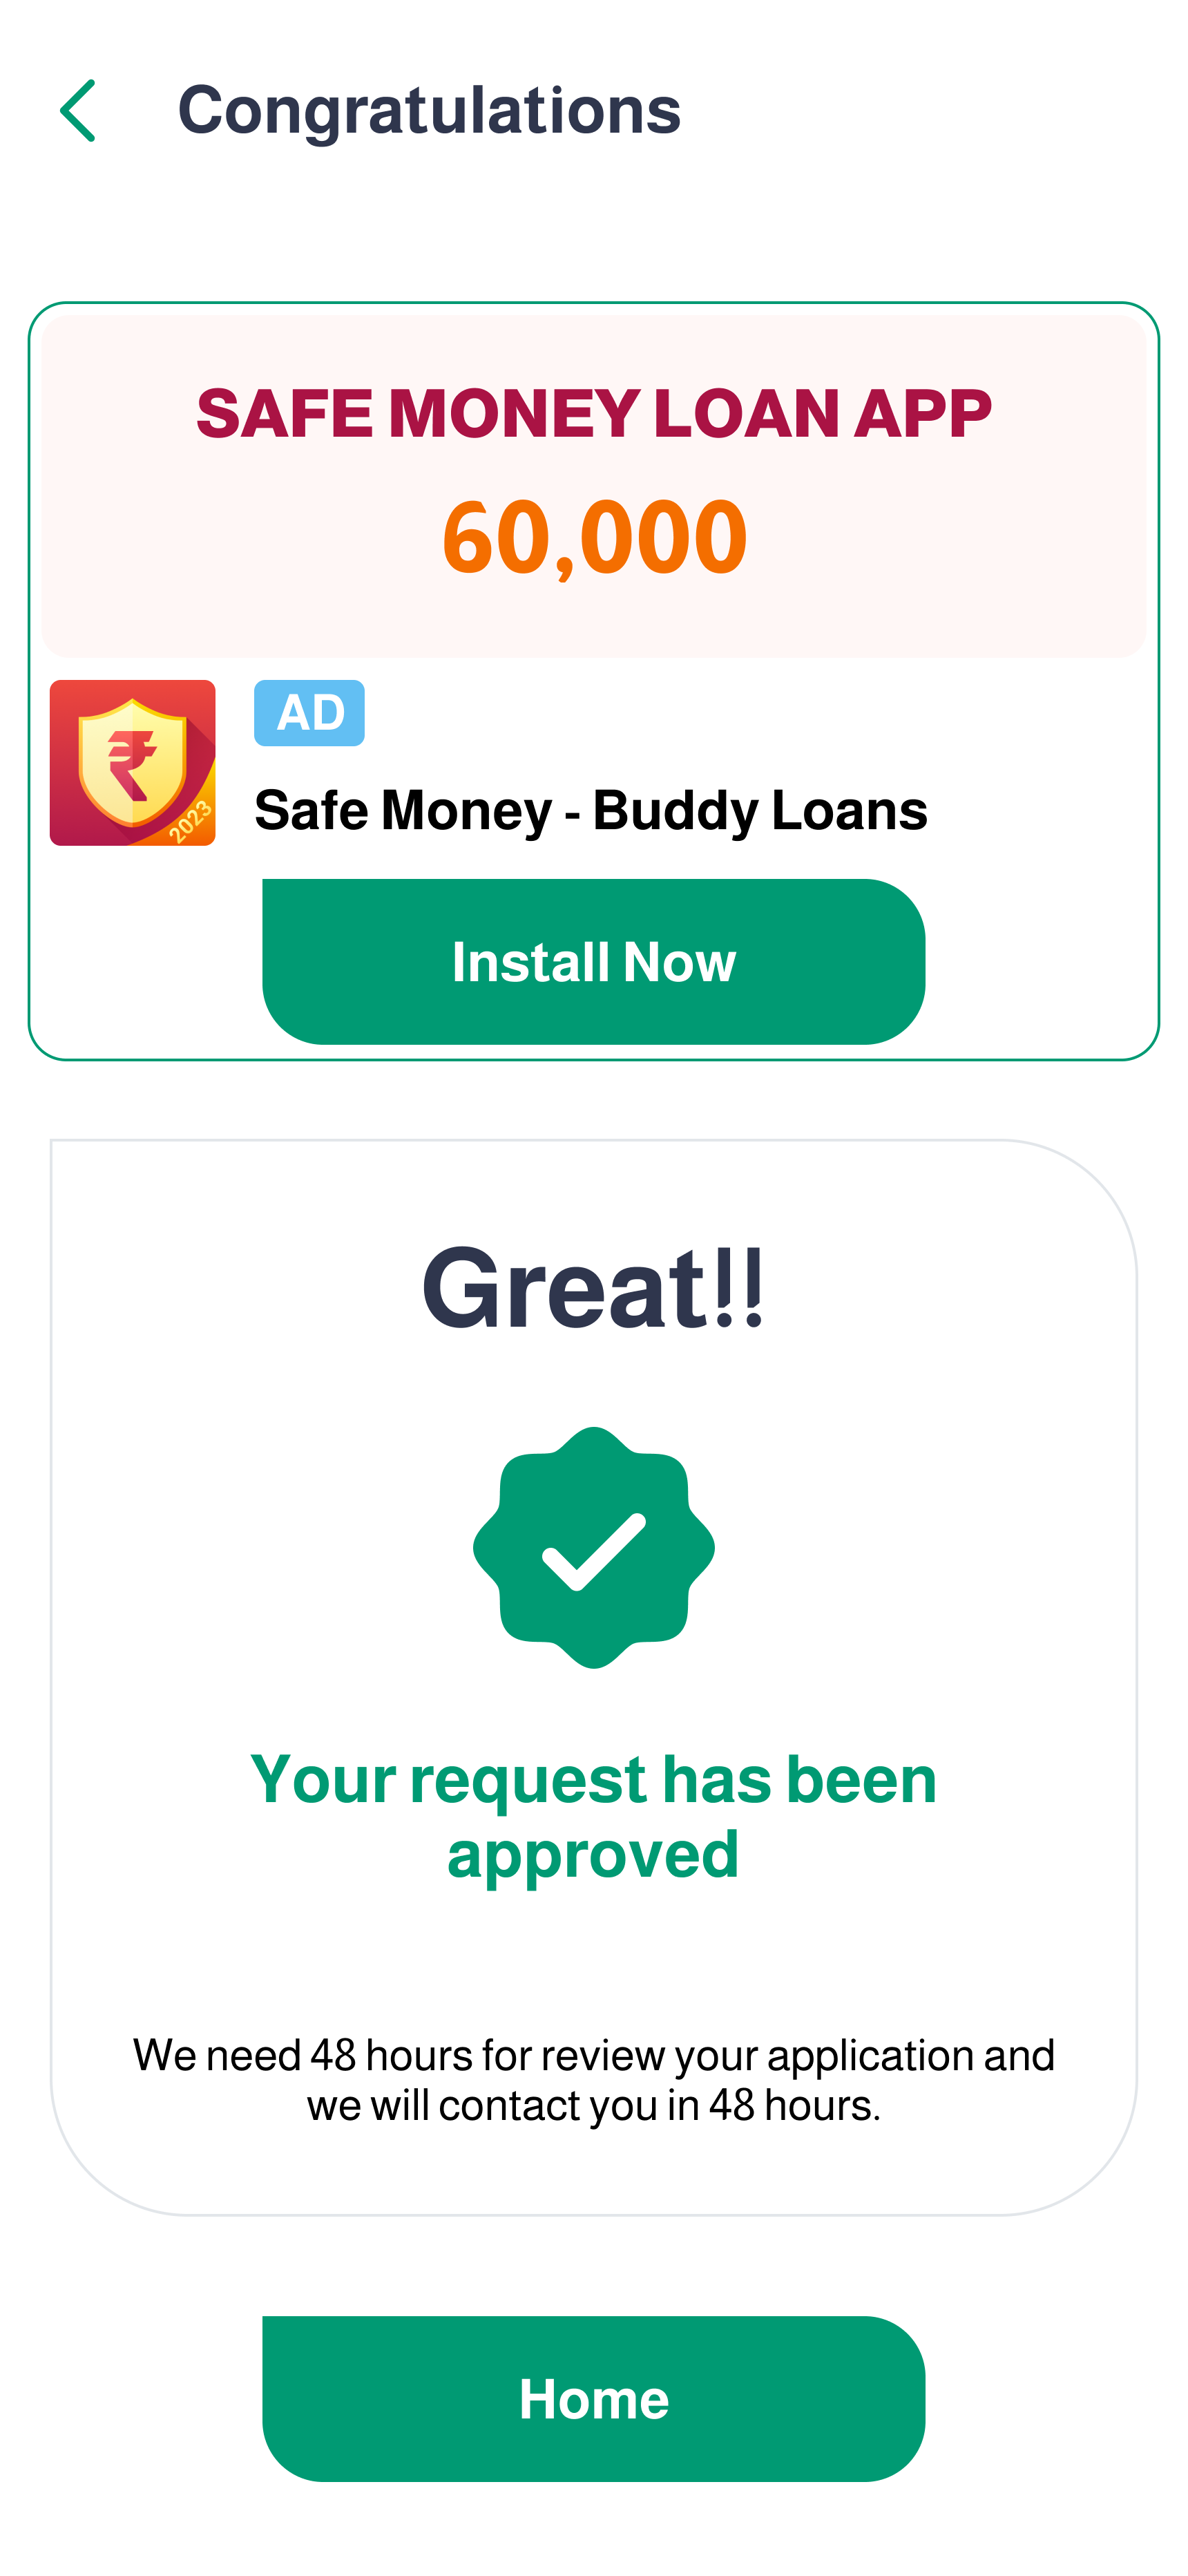 Congratulations
SAFE MONEY LOAN APP
60,000
₹
2023
AD
Safe Money - Buddy Loans
Install Now
Great!!
Your request has been
approved
We need 48 hours for review your application and
we will contact you in 48 hours.
Home